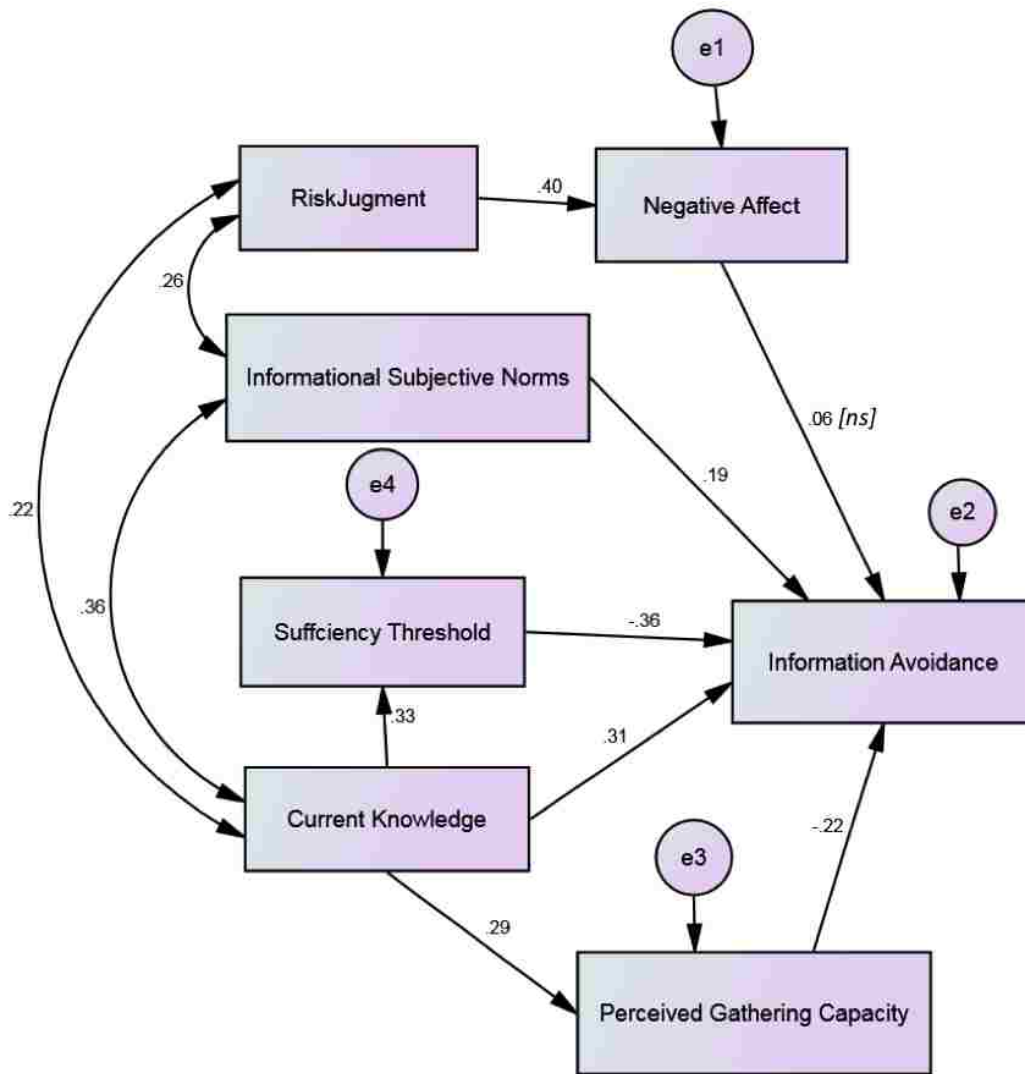 e1
RiskJugment
.40
Negative Affect
.26
Informational Subjective Norms
.06 [ns]
.19
e4
e2
.22
.36
Suffciency Threshold
-.36
Information Avoidance
.33
.31
Current Knowledge
-.22
e3
.29
Perceived Gathering Capacity